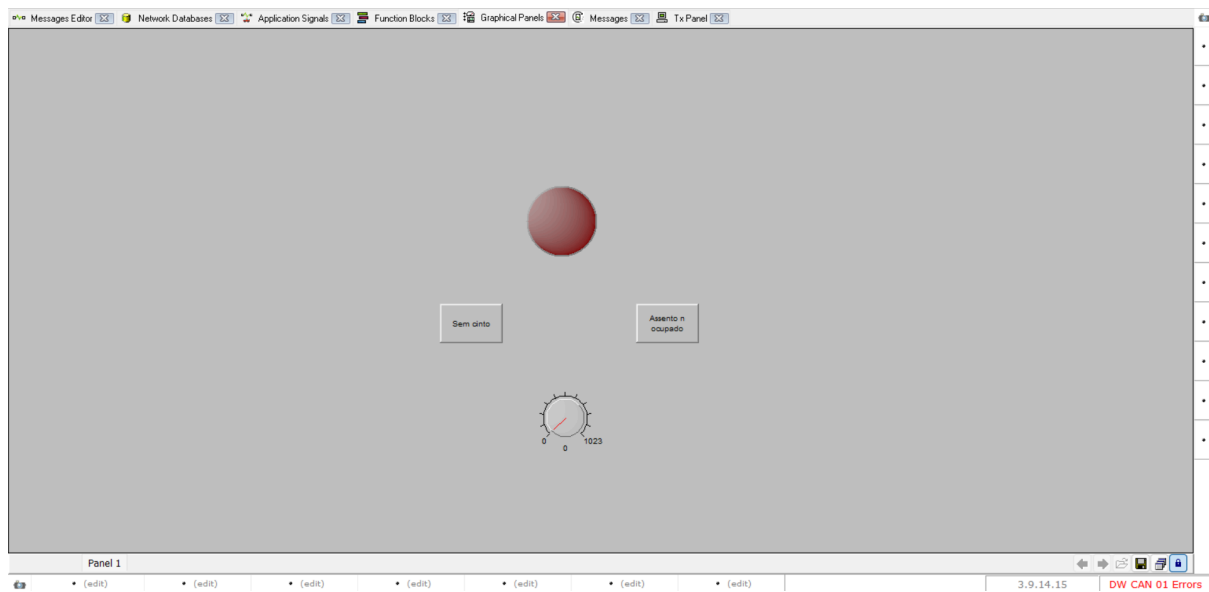 Messages Editor Network Databases Application Signals Function Blocks Graphical Panels Messages Tx Panel
Sem cinto
Assento n
ocupado
0 1023
0
Panel 1
(edit) (edit) (edit) (edit) (edit) (edit) (edit) 3.9.14.15 DW CAN 01 Errors